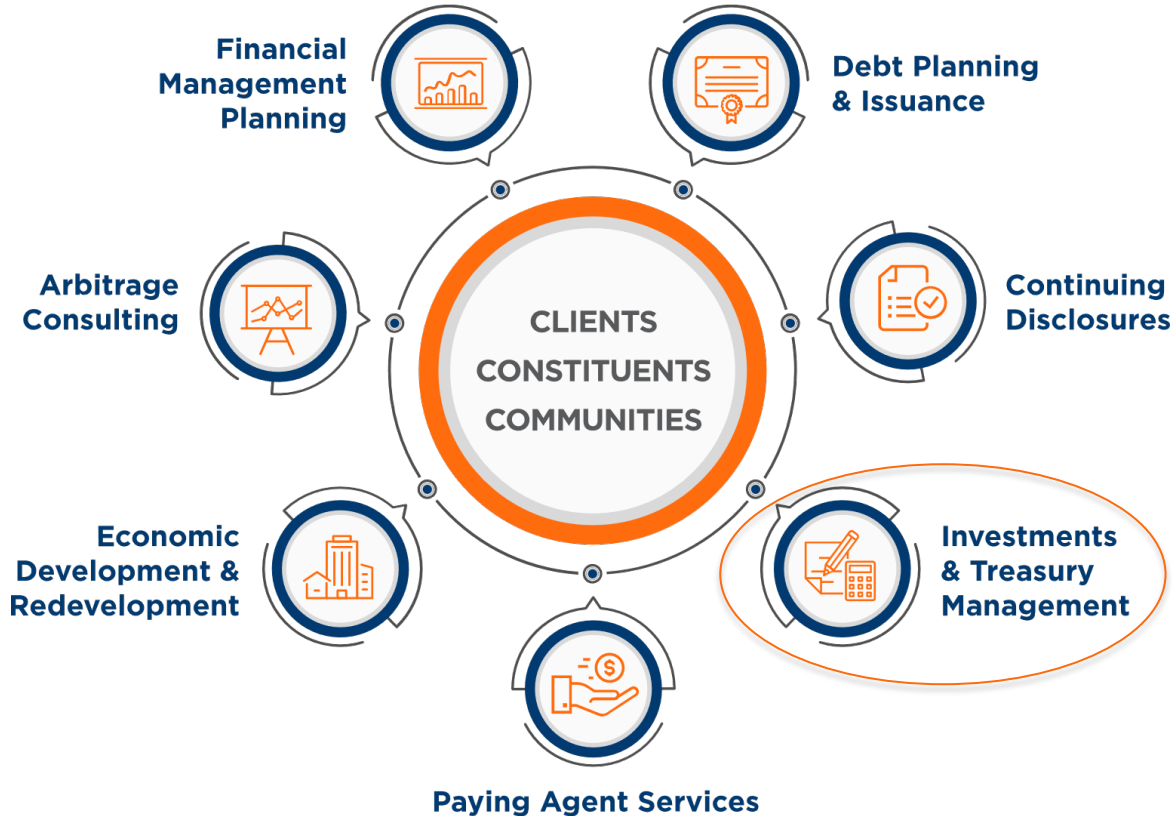 Financial
Management
Planning
Debt Planning
& Issuance
Arbitrage
Consulting
CLIENTS
CONSTITUENTS
COMMUNITIES
Continuing
Disclosures
Economic
Development &
Redevelopment
Investments
& Treasury
Management
$
Paying Agent Services